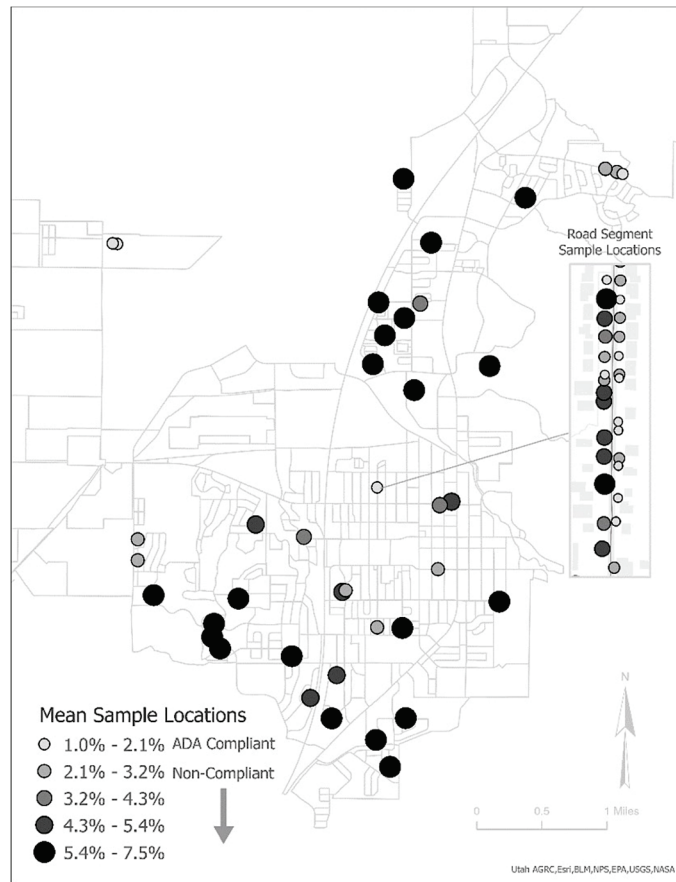 Road Segment
Sample Locations
N
Mean Sample Locations
1.0% - 2.1% ADA Compliant
2.1% - 3.2% Non-Compliant
3.2% - 4.3%
4.3% - 5.4%
5.4% - 7.5%
0 0.5 1 Miles
Utah AGRC,Esri,BLM,NPS,EPA,USGS,NASA